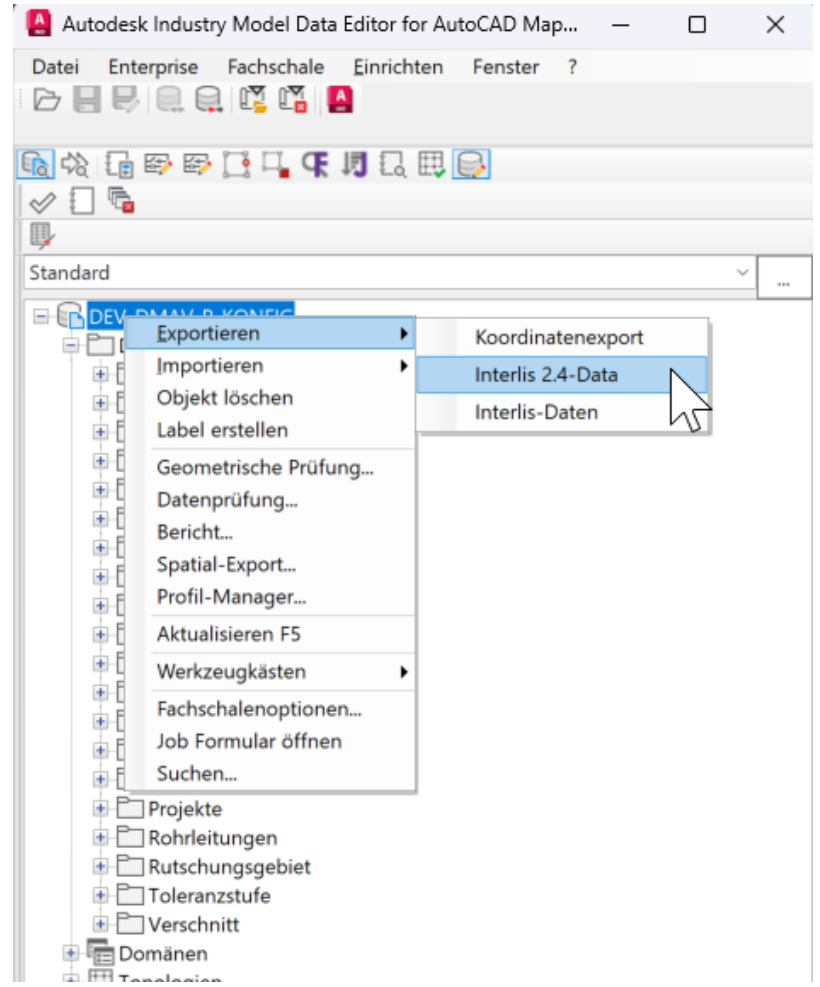 Autodesk Industry Model Data Editor for AutoCAD Map...
Datei Enterprise Fachschale Einrichten Fenster ?
Standard
...
Exportieren
Importieren
Objekt löschen
Label erstellen
Geometrische Prüfung...
Datenprüfung...
Bericht...
Spatial-Export...
Profil-Manager...
Aktualisieren F5
Werkzeugkästen
Fachschalenoptionen...
Job Formular öffnen
Suchen...
Koordinatenexport
Interlis 2.4-Data
Interlis-Daten
Projekte
Rohrleitungen
Rutschungsgebiet
Toleranzstufe
Verschnitt
Domänen
Topologien